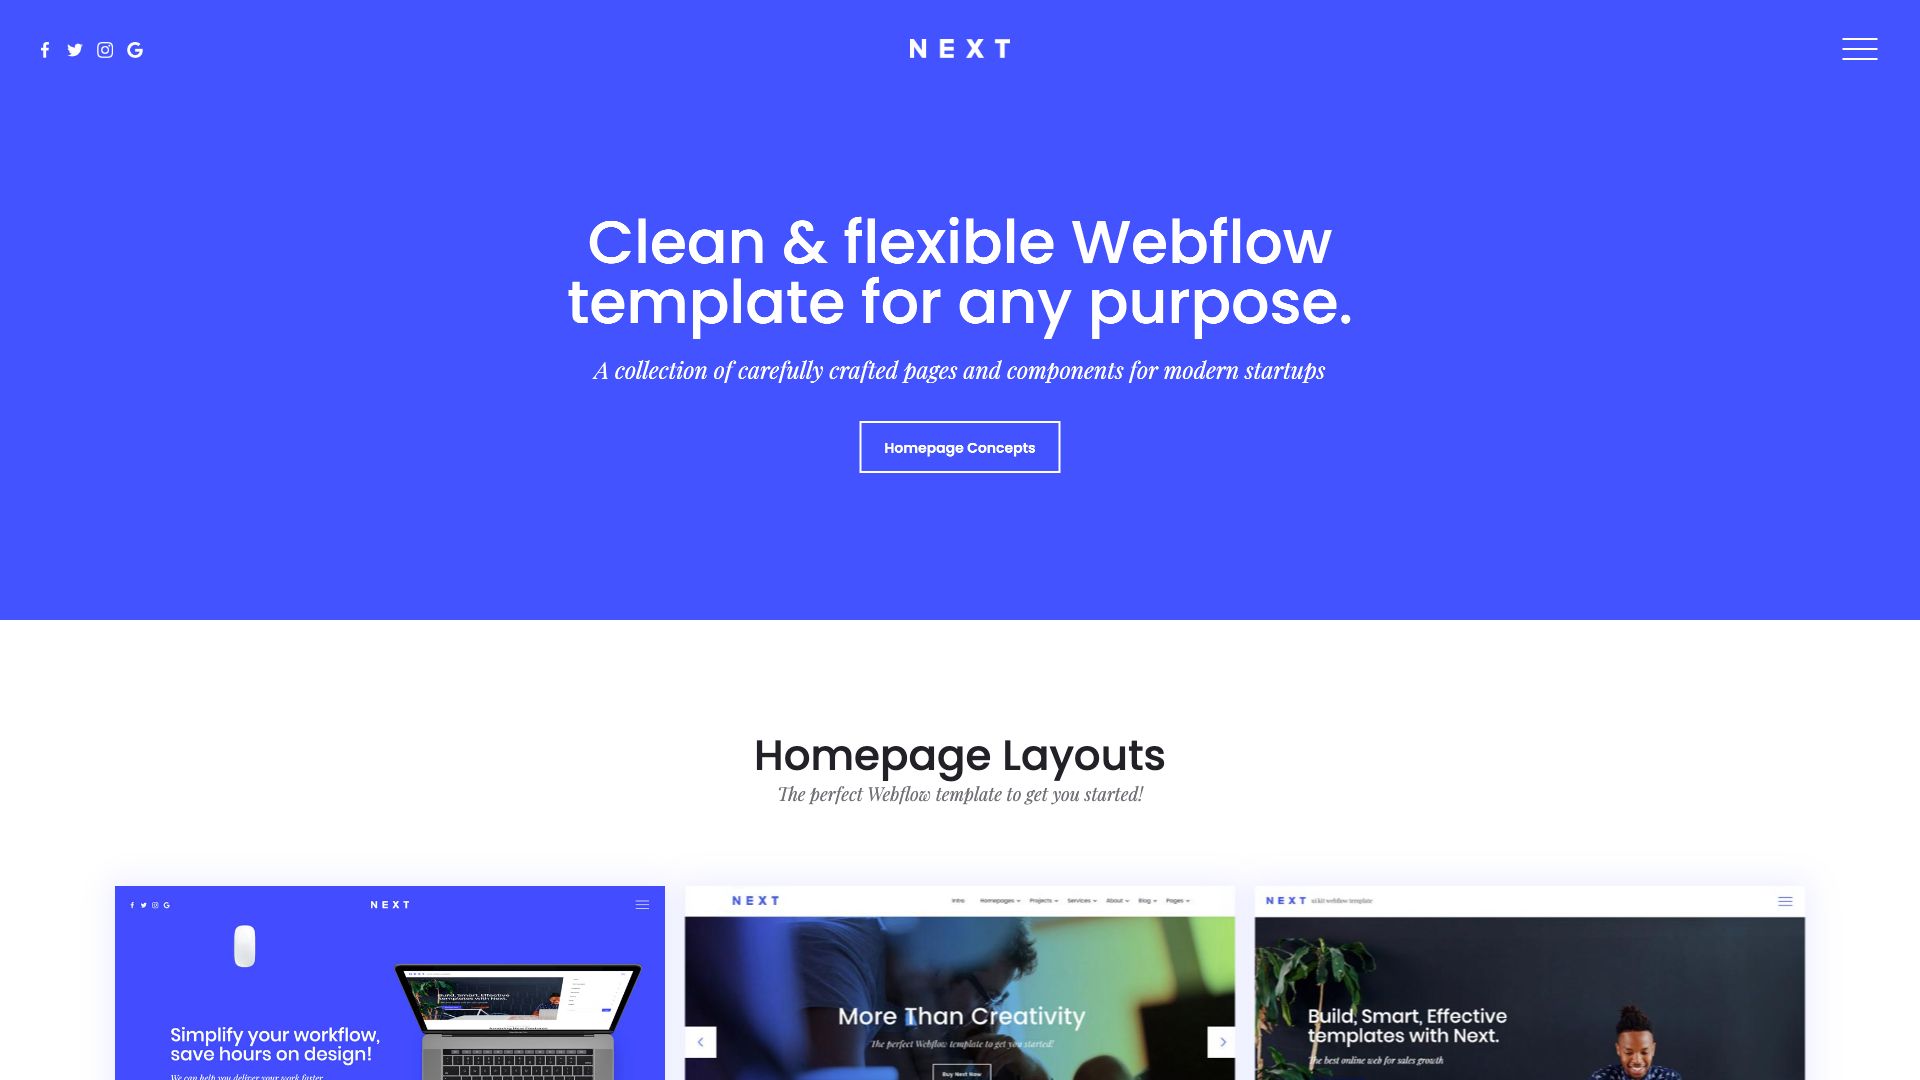 NEXT
Clean & flexible Webflow
template for any purpose.
A collection of carefully crafted pages and components for modern startups
Homepage Concepts
Homepage Layouts
The perfect Webflow template to get you started!
NEXT
Simplify your workflow,
save hours on design!
We can help you deliver your work faster
NEXT
Intro Homepages Projects Services About Blog Pages
More Than Creativity
The perfect Webflow template to get you started!
Buy Next Now
NEXT ui kit webflow template
Build, Smart, Effective
templates with Next.
The best online web for sales growth